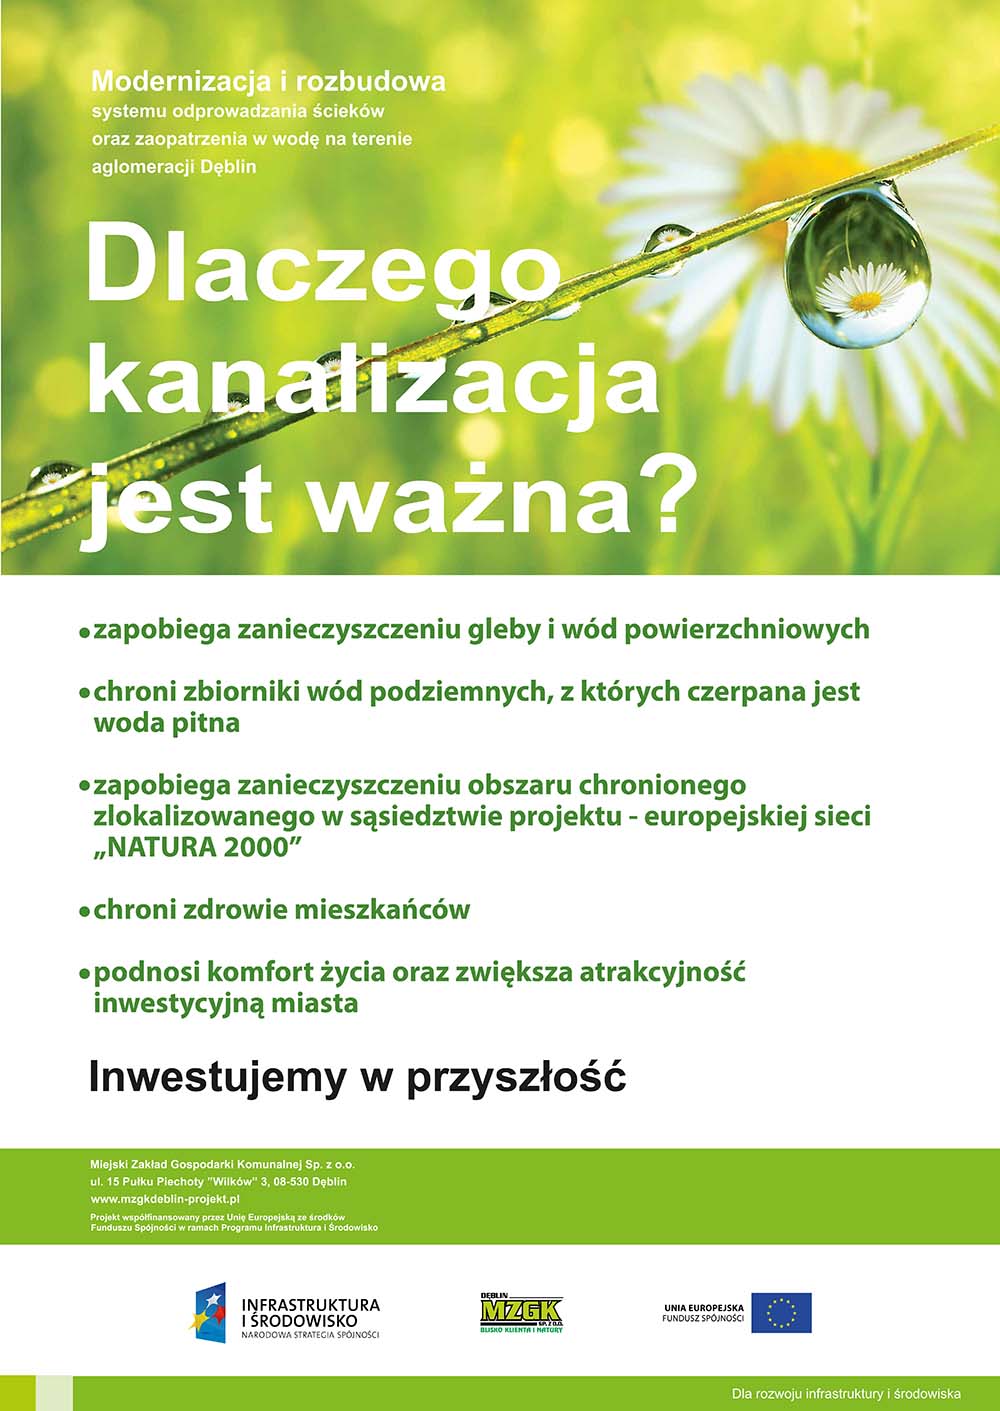 Modernizacja i rozbudowa
systemu odprowadzania ścieków
oraz zaopatrzenia w wodę na terenie
aglomeracji Dęblin
Dlaczego
kanalizacja
jest ważna?
•zapobiega zanieczyszczeniu gleby i wód powierzchniowych
•chroni zbiorniki wód podziemnych, z których czerpana jest
woda pitna
•zapobiega zanieczyszczeniu obszaru chronionego
zlokalizowanego w sąsiedztwie projektu - europejskiej sieci
„NATURA 2000”
•chroni zdrowie mieszkańców
•podnosi komfort życia oraz zwiększa atrakcyjność
inwestycyjną miasta
Inwestujemy w przyszłość
Miejski Zakład Gospodarki Komunalnej Sp. z o.o.
ul. 15 Pułku Piechoty "Wilków" 3, 08-530 Dęblin
www.mzgkdeblin-projekt.pl
Projekt współfinansowany przez Unię Europejską ze środków
Funduszu Spójności w ramach Programu Infrastruktura i Środowisko
INFRASTRUKTURA
I ŚRODOWISKO
NARODOWA STRATEGIA SPÓJNOŚCI
DĘBLIN
MZGK
SP. Z O.O.
BLISKO KLIENTA I NATURY
UNIA EUROPEJSKA
FUNDUSZ SPÓJNOŚCI
Dla rozwoju infrastruktury i środowiska